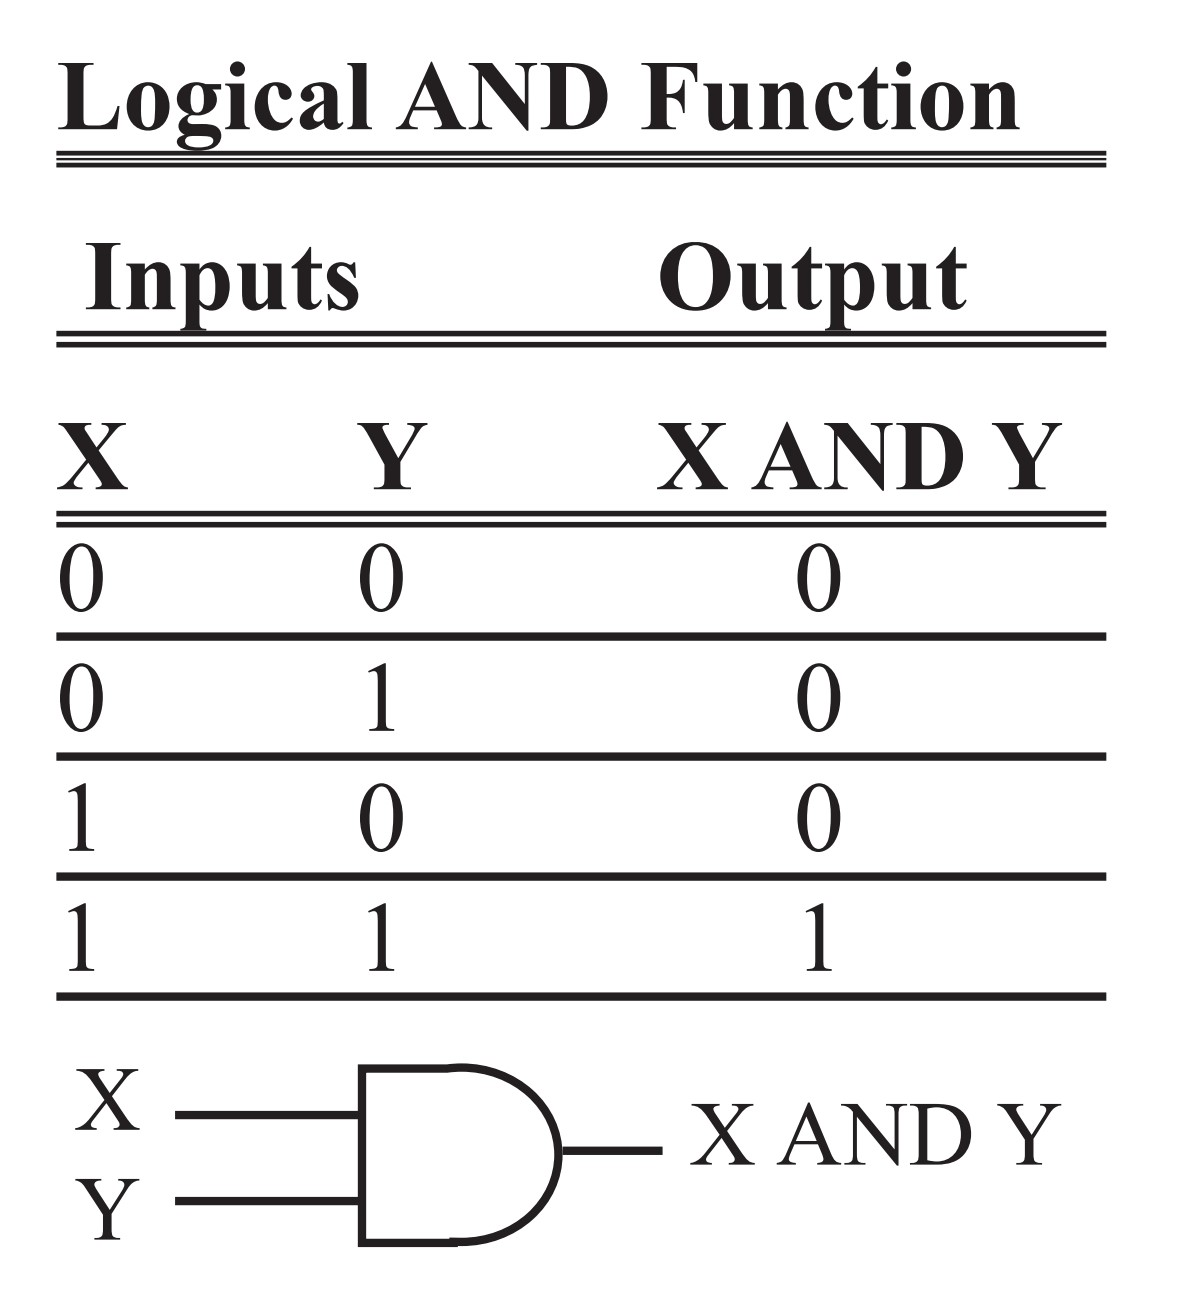 Logical AND Function
Inputs Output
X Y X AND Y
0 0 0
0 1 0
1 0 0
1 1 1
X
X AND Y
Y